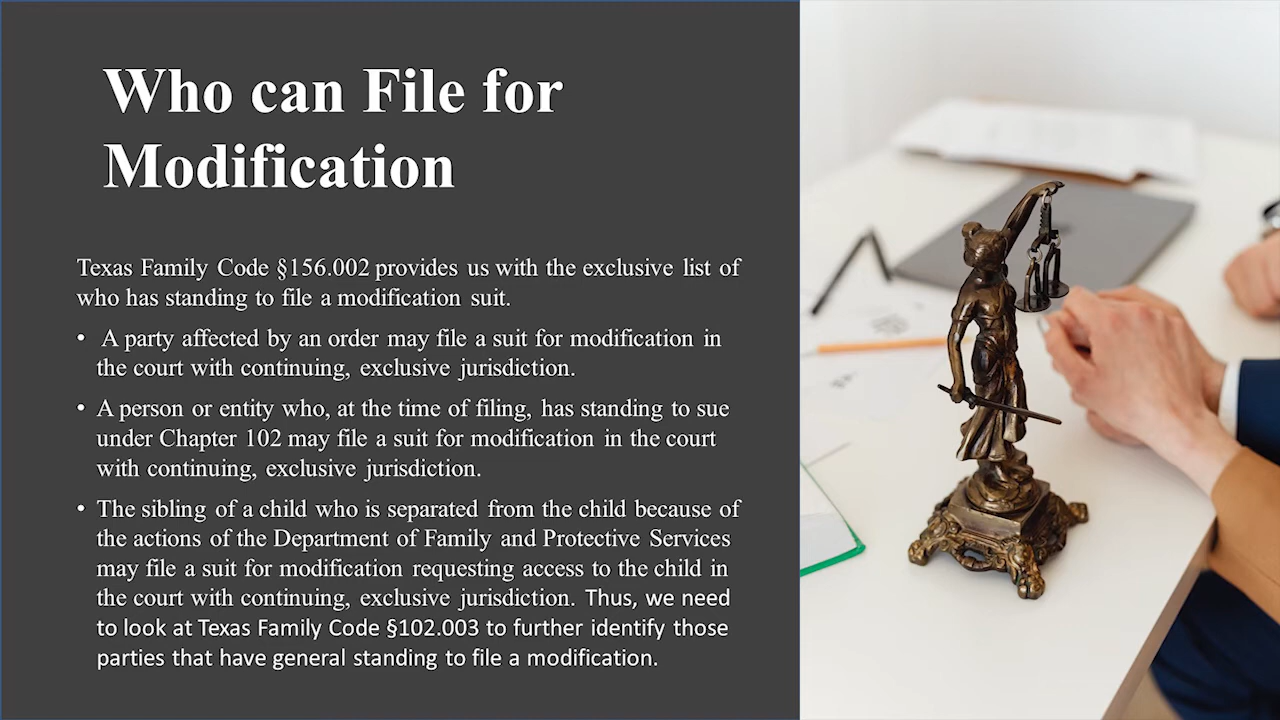 Who can File for
Modification
Texas Family Code §156.002 provides us with the exclusive list of
who has standing to file a modification suit.
• A party affected by an order may file a suit for modification in
the court with continuing, exclusive jurisdiction.
• A person or entity who, at the time of filing, has standing to sue
under Chapter 102 may file a suit for modification in the court
with continuing, exclusive jurisdiction.
• The sibling of a child who is separated from the child because of
the actions of the Department of Family and Protective Services
may file a suit for modification requesting access to the child in
the court with continuing, exclusive jurisdiction. Thus, we need
to look at Texas Family Code §102.003 to further identify those
parties that have general standing to file a modification.